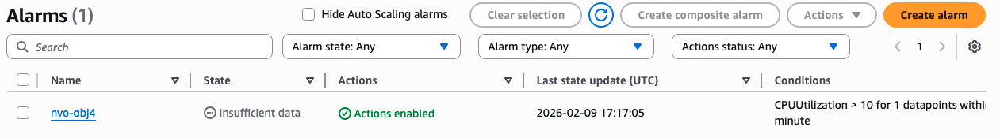 Alarms (1)
Hide Auto Scaling alarms
Clear selection
Create composite alarm
Actions
Create alarm
Search
Alarm state: Any
Alarm type: Any
Actions status: Any
1
Name
State
Actions
Last state update (UTC)
Conditions
nvo-obj4
Insufficient data
Actions enabled
2026-02-09 17:17:05
CPUUtilization > 10 for 1 datapoints within
minute